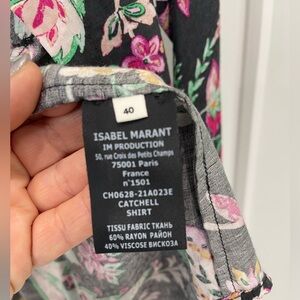 40
ISABEL MARANT
IM PRODUCTION
50, rue Croix des Petits Champs
75001 Paris
France
n°1501
CH0628-21A023E
CATCHELL
SHIRT
TISSU FABRIC ТКАНЬ
60% RAYON РАЙОН
40% VISCOSE ВИСКОЗА